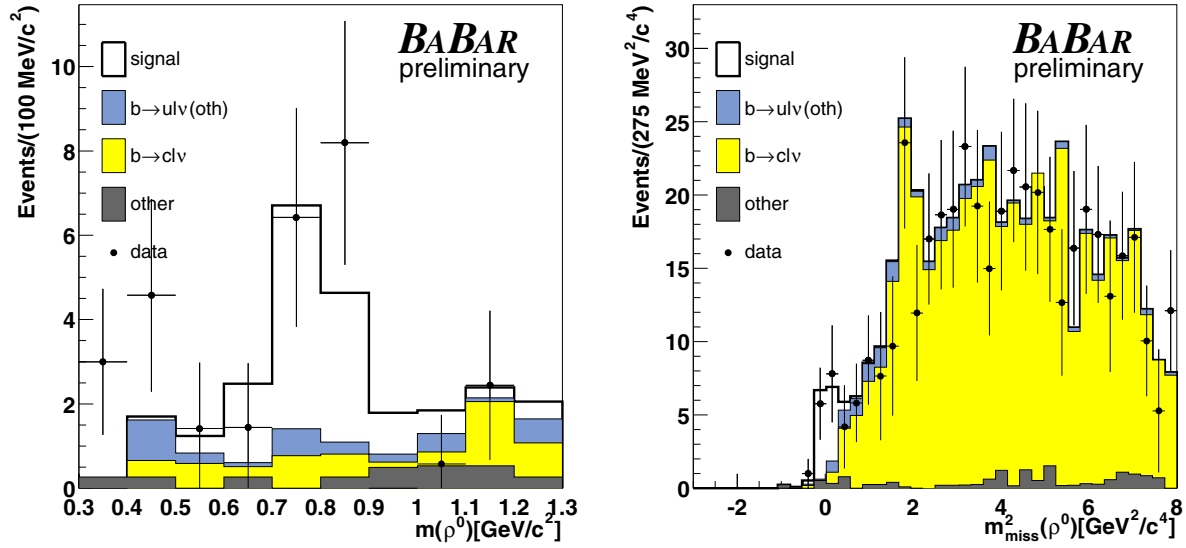 BABAR
preliminary
signal
b→ulν(oth)
b→clν
other
data
Events/(100 MeV/c²)
10
8
6
4
2
0
0.3 0.4 0.5 0.6 0.7 0.8 0.9 1 1.1 1.2 1.3
m(ρ⁰)[GeV/c²]
BABAR
preliminary
signal
b→ulν(oth)
b→clν
other
data
Events/(275 MeV²/c⁴)
30
25
20
15
10
5
0
-2 0 2 4 6 8
m²miss(ρ⁰)[GeV²/c⁴]